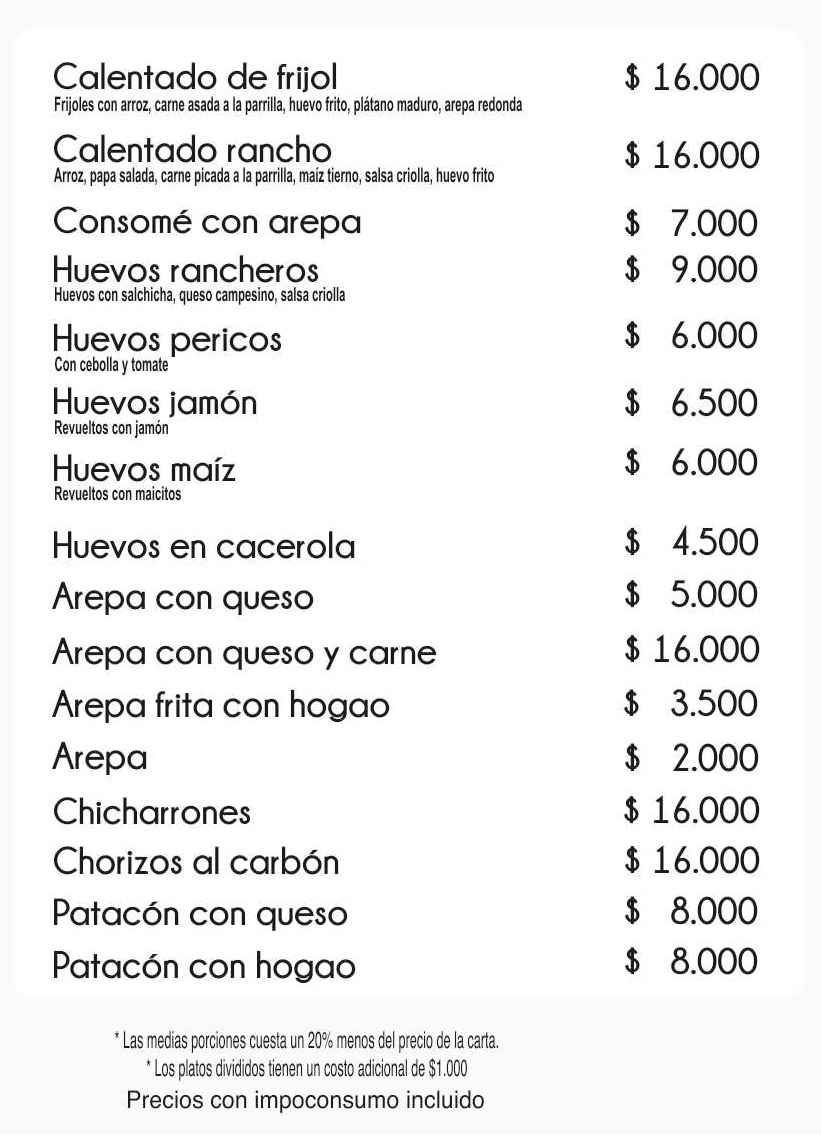 Calentado de frijol $ 16.000
Frijoles con arroz, carne asada a la parrilla, huevo frito, plátano maduro, arepa redonda
Calentado rancho $ 16.000
Arroz, papa salada, carne picada a la parrilla, maíz tierno, salsa criolla, huevo frito
Consomé con arepa $ 7.000
Huevos rancheros $ 9.000
Huevos con salchicha, queso campesino, salsa criolla
Huevos pericos $ 6.000
Con cebolla y tomate
Huevos jamón $ 6.500
Revueltos con jamón
Huevos maíz $ 6.000
Revueltos con maicitos
Huevos en cacerola $ 4.500
Arepa con queso $ 5.000
Arepa con queso y carne $ 16.000
Arepa frita con hogao $ 3.500
Arepa $ 2.000
Chicharrones $ 16.000
Chorizos al carbón $ 16.000
Patacón con queso $ 8.000
Patacón con hogao $ 8.000
* Las medias porciones cuesta un 20% menos del precio de la carta.
* Los platos divididos tienen un costo adicional de $1.000
Precios con impoconsumo incluido